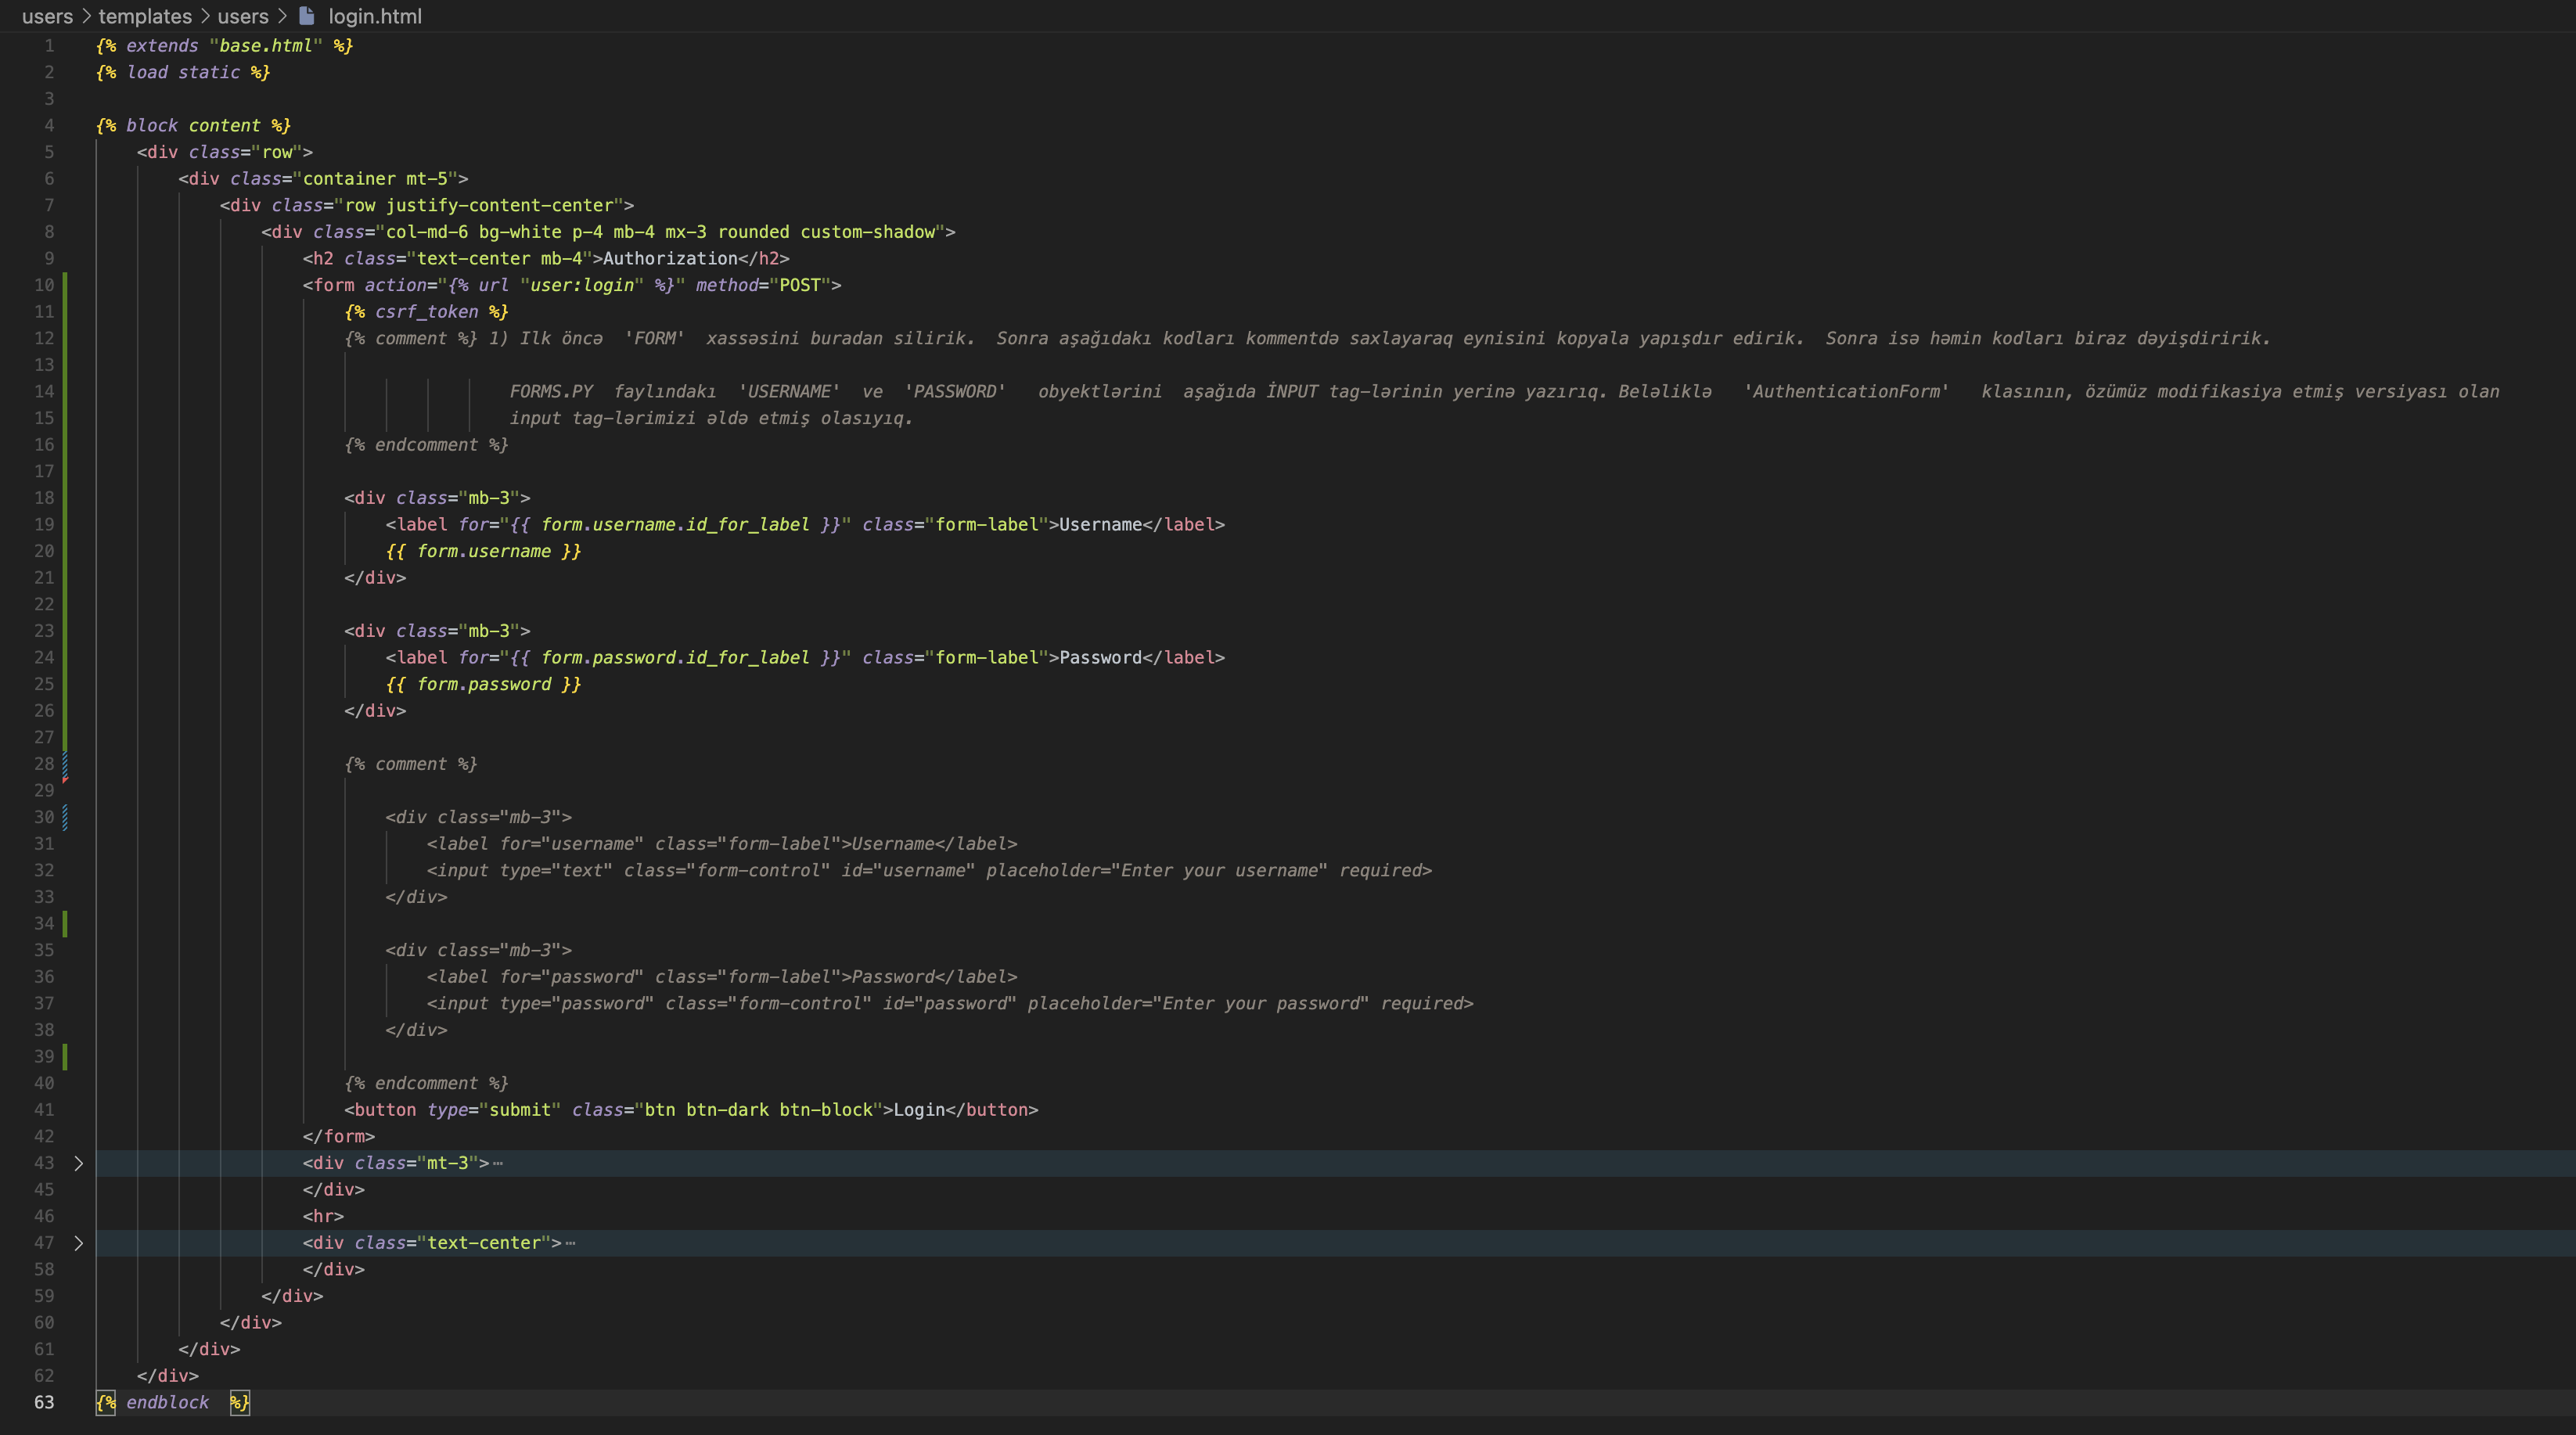 users > templates > users > login.html
1 {% extends "base.html" %}
2 {% load static %}
3
4 {% block content %}
5 <div class="row">
6 <div class="container mt-5">
7 <div class="row justify-content-center">
8 <div class="col-md-6 bg-white p-4 mb-4 mx-3 rounded custom-shadow">
9 <h2 class="text-center mb-4">Authorization</h2>
10 <form action="{% url "user:login" %}" method="POST">
11 {% csrf_token %}
12 {% comment %} 1) Ilk öncə 'FORM' xassəsini buradan silirik. Sonra aşağıdakı kodları kommentdə saxlayaraq eynisini kopyala yapışdır edirik. Sonra isə həmin kodları biraz dəyişdiririk.
13
14 FORMS.PY faylındakı 'USERNAME' ve 'PASSWORD' obyektlərini aşağıda İNPUT tag-lərinin yerinə yazırıq. Beləliklə 'AuthenticationForm' klasının, özümüz modifikasiya etmiş versiyası olan
15 input tag-lərimizi əldə etmiş olasıyıq.
16 {% endcomment %}
17
18 <div class="mb-3">
19 <label for="{{ form.username.id_for_label }}" class="form-label">Username</label>
20 {{ form.username }}
21 </div>
22
23 <div class="mb-3">
24 <label for="{{ form.password.id_for_label }}" class="form-label">Password</label>
25 {{ form.password }}
26 </div>
27
28 {% comment %}
29
30 <div class="mb-3">
31 <label for="username" class="form-label">Username</label>
32 <input type="text" class="form-control" id="username" placeholder="Enter your username" required>
33 </div>
34
35 <div class="mb-3">
36 <label for="password" class="form-label">Password</label>
37 <input type="password" class="form-control" id="password" placeholder="Enter your password" required>
38 </div>
39
40 {% endcomment %}
41 <button type="submit" class="btn btn-dark btn-block">Login</button>
42 </form>
43 <div class="mt-3">⋯
45 </div>
46 <hr>
47 <div class="text-center">⋯
58 </div>
59 </div>
60 </div>
61 </div>
62 </div>
63 {% endblock %}